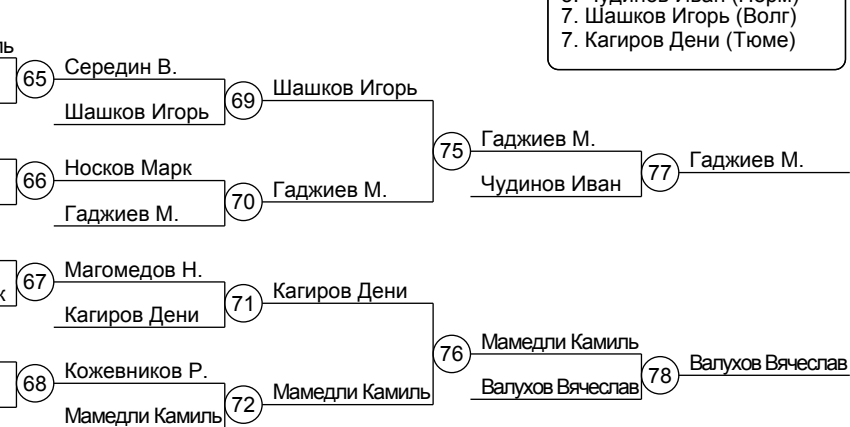 7. Шашков Игорь (Волг)
7. Кагиров Дени (Тюме)
65
Середин В.
Шашков Игорь
69
Шашков Игорь
75
Гаджиев М.
Чудинов Иван
77
Гаджиев М.
66
Носков Марк
Гаджиев М.
70
Гаджиев М.
67
Магомедов Н.
Кагиров Дени
71
Кагиров Дени
76
Мамедли Камиль
Валухов Вячеслав
78
Валухов Вячеслав
68
Кожевников Р.
Мамедли Камиль
72
Мамедли Камиль